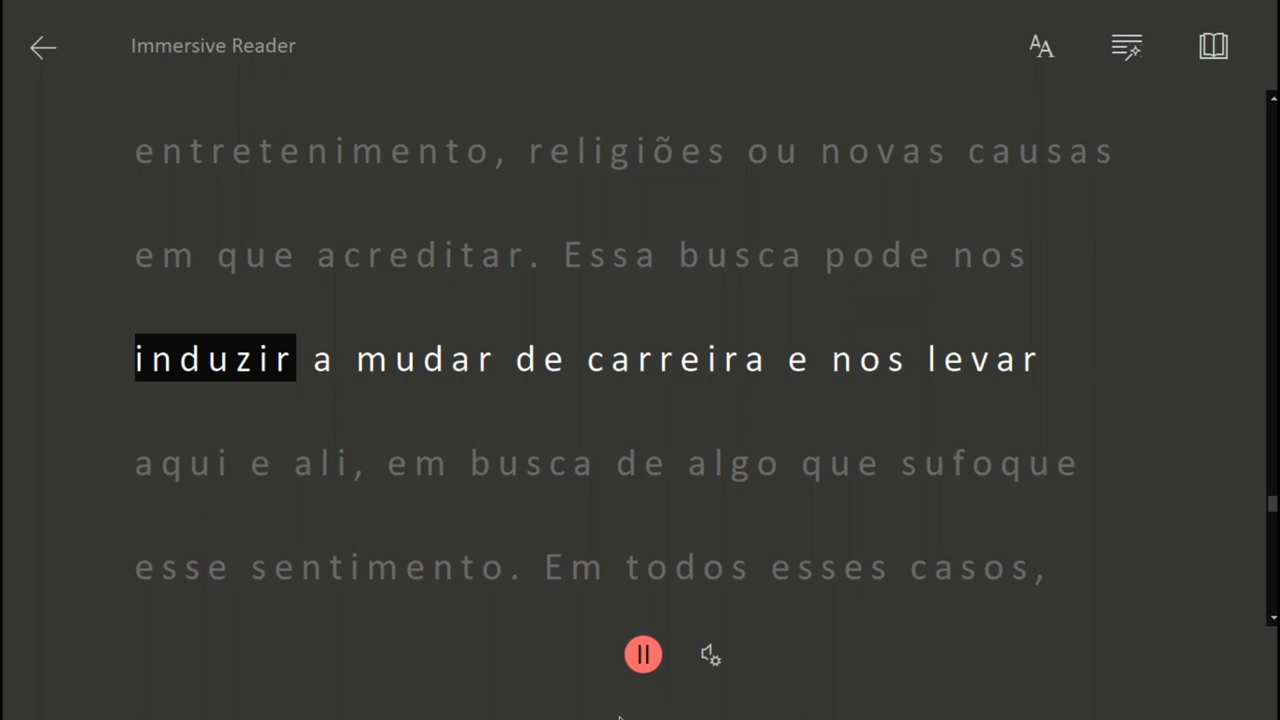 Immersive Reader
entretenimento, religiões ou novas causas
em que acreditar. Essa busca pode nos
induzir a mudar de carreira e nos levar
aqui e ali, em busca de algo que sufoque
esse sentimento. Em todos esses casos,